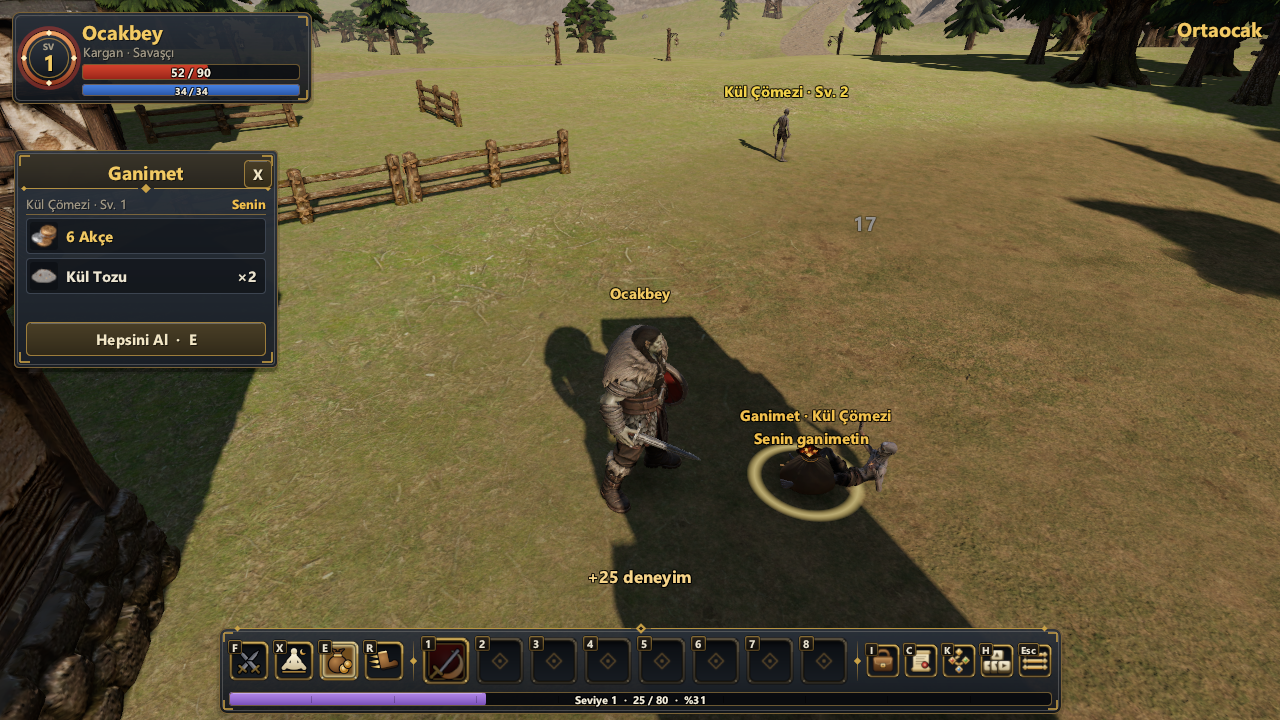 SV
1
Ocakbey
Kargan · Savaşçı
52 / 90
34 / 34
Ortaocak
Kül Çömezi · Sv. 2
Ganimet
X
Kül Çömezi · Sv. 1
Senin
6 Akçe
Kül Tozu
×2
Hepsini Al · E
17
Ocakbey
Ganimet · Kül Çömezi
Senin ganimetin
+25 deneyim
F
X
E
R
1
2
3
4
5
6
7
8
I
C
K
H
Esc
Seviye 1 · 25 / 80 · %31